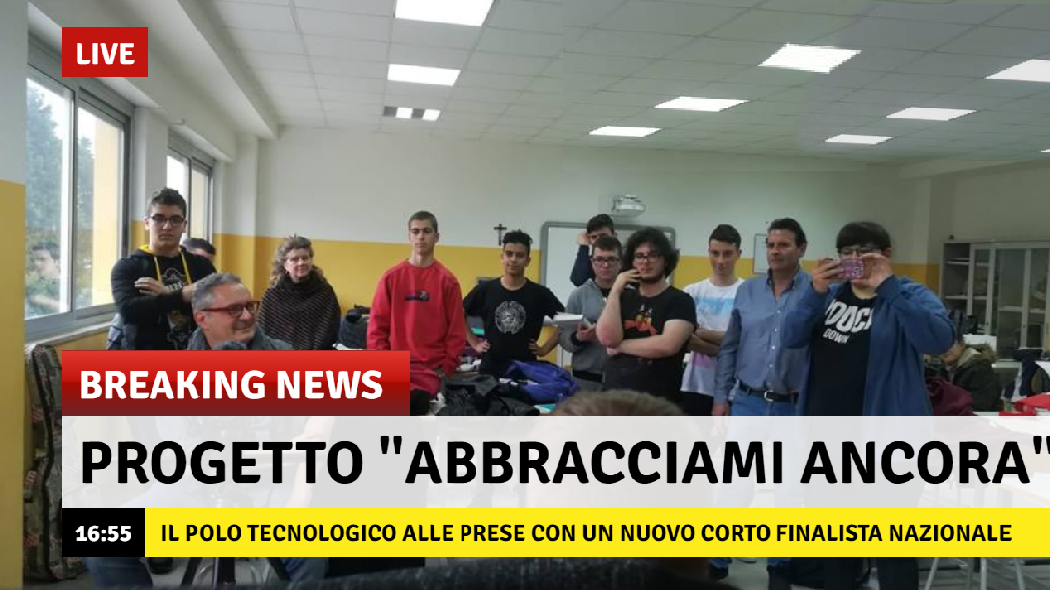 LIVE
BREAKING NEWS
PROGETTO "ABBRACCIAMI ANCORA"
16:55
IL POLO TECNOLOGICO ALLE PRESE CON UN NUOVO CORTO FINALISTA NAZIONALE
DOWN